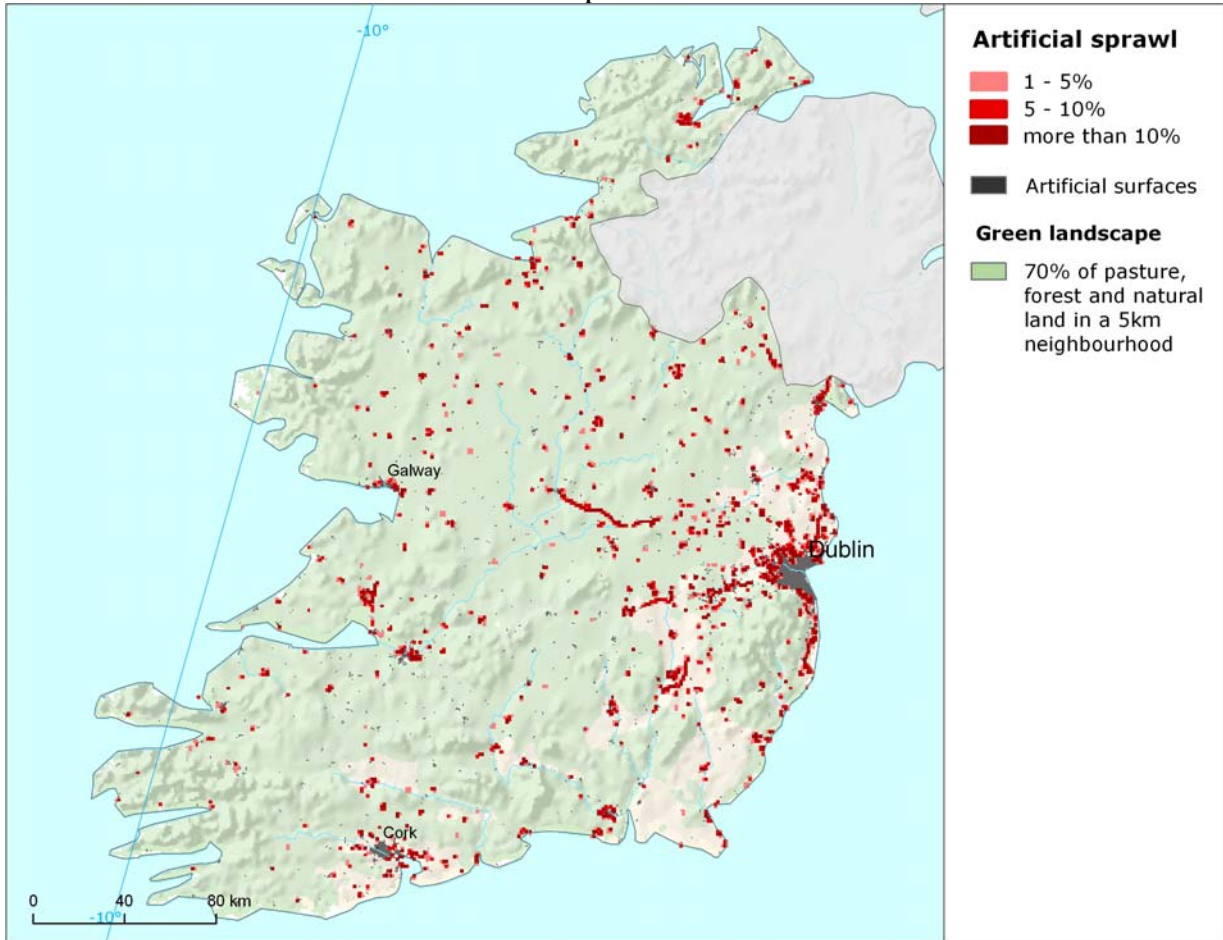 -10°
Galway
Dublin
Cork
0 40 80 km
-10°
Artificial sprawl
1 - 5%
5 - 10%
more than 10%
Artificial surfaces
Green landscape
70% of pasture,
forest and natural
land in a 5km
neighbourhood